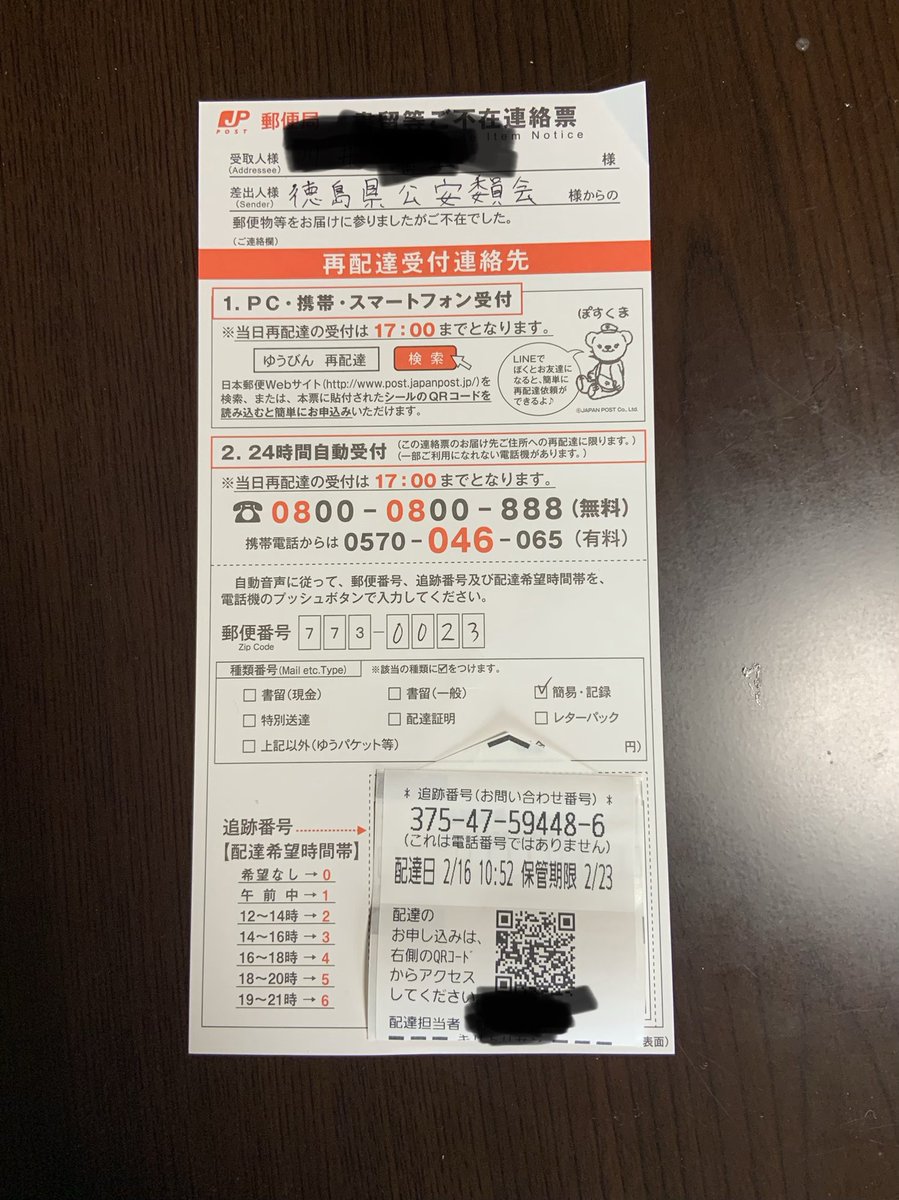 JP
POST
郵便局 書留等ご不在連絡票
Item Notice
受取人様
(Addressee)
様
差出人様 徳島県公安委員会 様からの
(Sender)
郵便物等をお届けに参りましたがご不在でした。
(ご連絡欄)
再配達受付連絡先
1. PC・携帯・スマートフォン受付
※当日再配達の受付は 17:00 までとなります。
ゆうびん 再配達
検 索
日本郵便Webサイト(http://www.post.japanpost.jp/)を
検索、または、本票に貼付されたシールのQRコードを
読み込むと簡単にお申込みいただけます。
ぽすくま
LINEで
ぼくとお友達に
なると、簡単に
再配達依頼が
できるよ♪
©JAPAN POST Co., Ltd.
2. 24時間自動受付
(この連絡票のお届け先ご住所への再配達に限ります。)
(一部ご利用になれない電話機があります。)
※当日再配達の受付は 17:00 までとなります。
☎ 0800-0800-888 (無料)
携帯電話からは 0570-046-065 (有料)
自動音声に従って、郵便番号、追跡番号及び配達希望時間帯を、
電話機のプッシュボタンで入力してください。
郵便番号 773-0023
Zip Code
種類番号(Mail etc.Type) ※該当の種類に☑をつけます。
□ 書留(現金) □ 書留(一般) ☑ 簡易・記録
□ 特別送達 □ 配達証明 □ レターパック
□ 上記以外(ゆうパケット等) 円)
追跡番号
【配達希望時間帯】
希望なし → 0
午前中 → 1
12〜14時 → 2
14〜16時 → 3
16〜18時 → 4
18〜20時 → 5
19〜21時 → 6
* 追跡番号(お問い合わせ番号) *
375-47-59448-6
(これは電話番号ではありません)
配達日 2/16 10:52 保管期限 2/23
配達の
お申し込みは、
右側のQRコード
からアクセス
してください
配達担当者
表面)